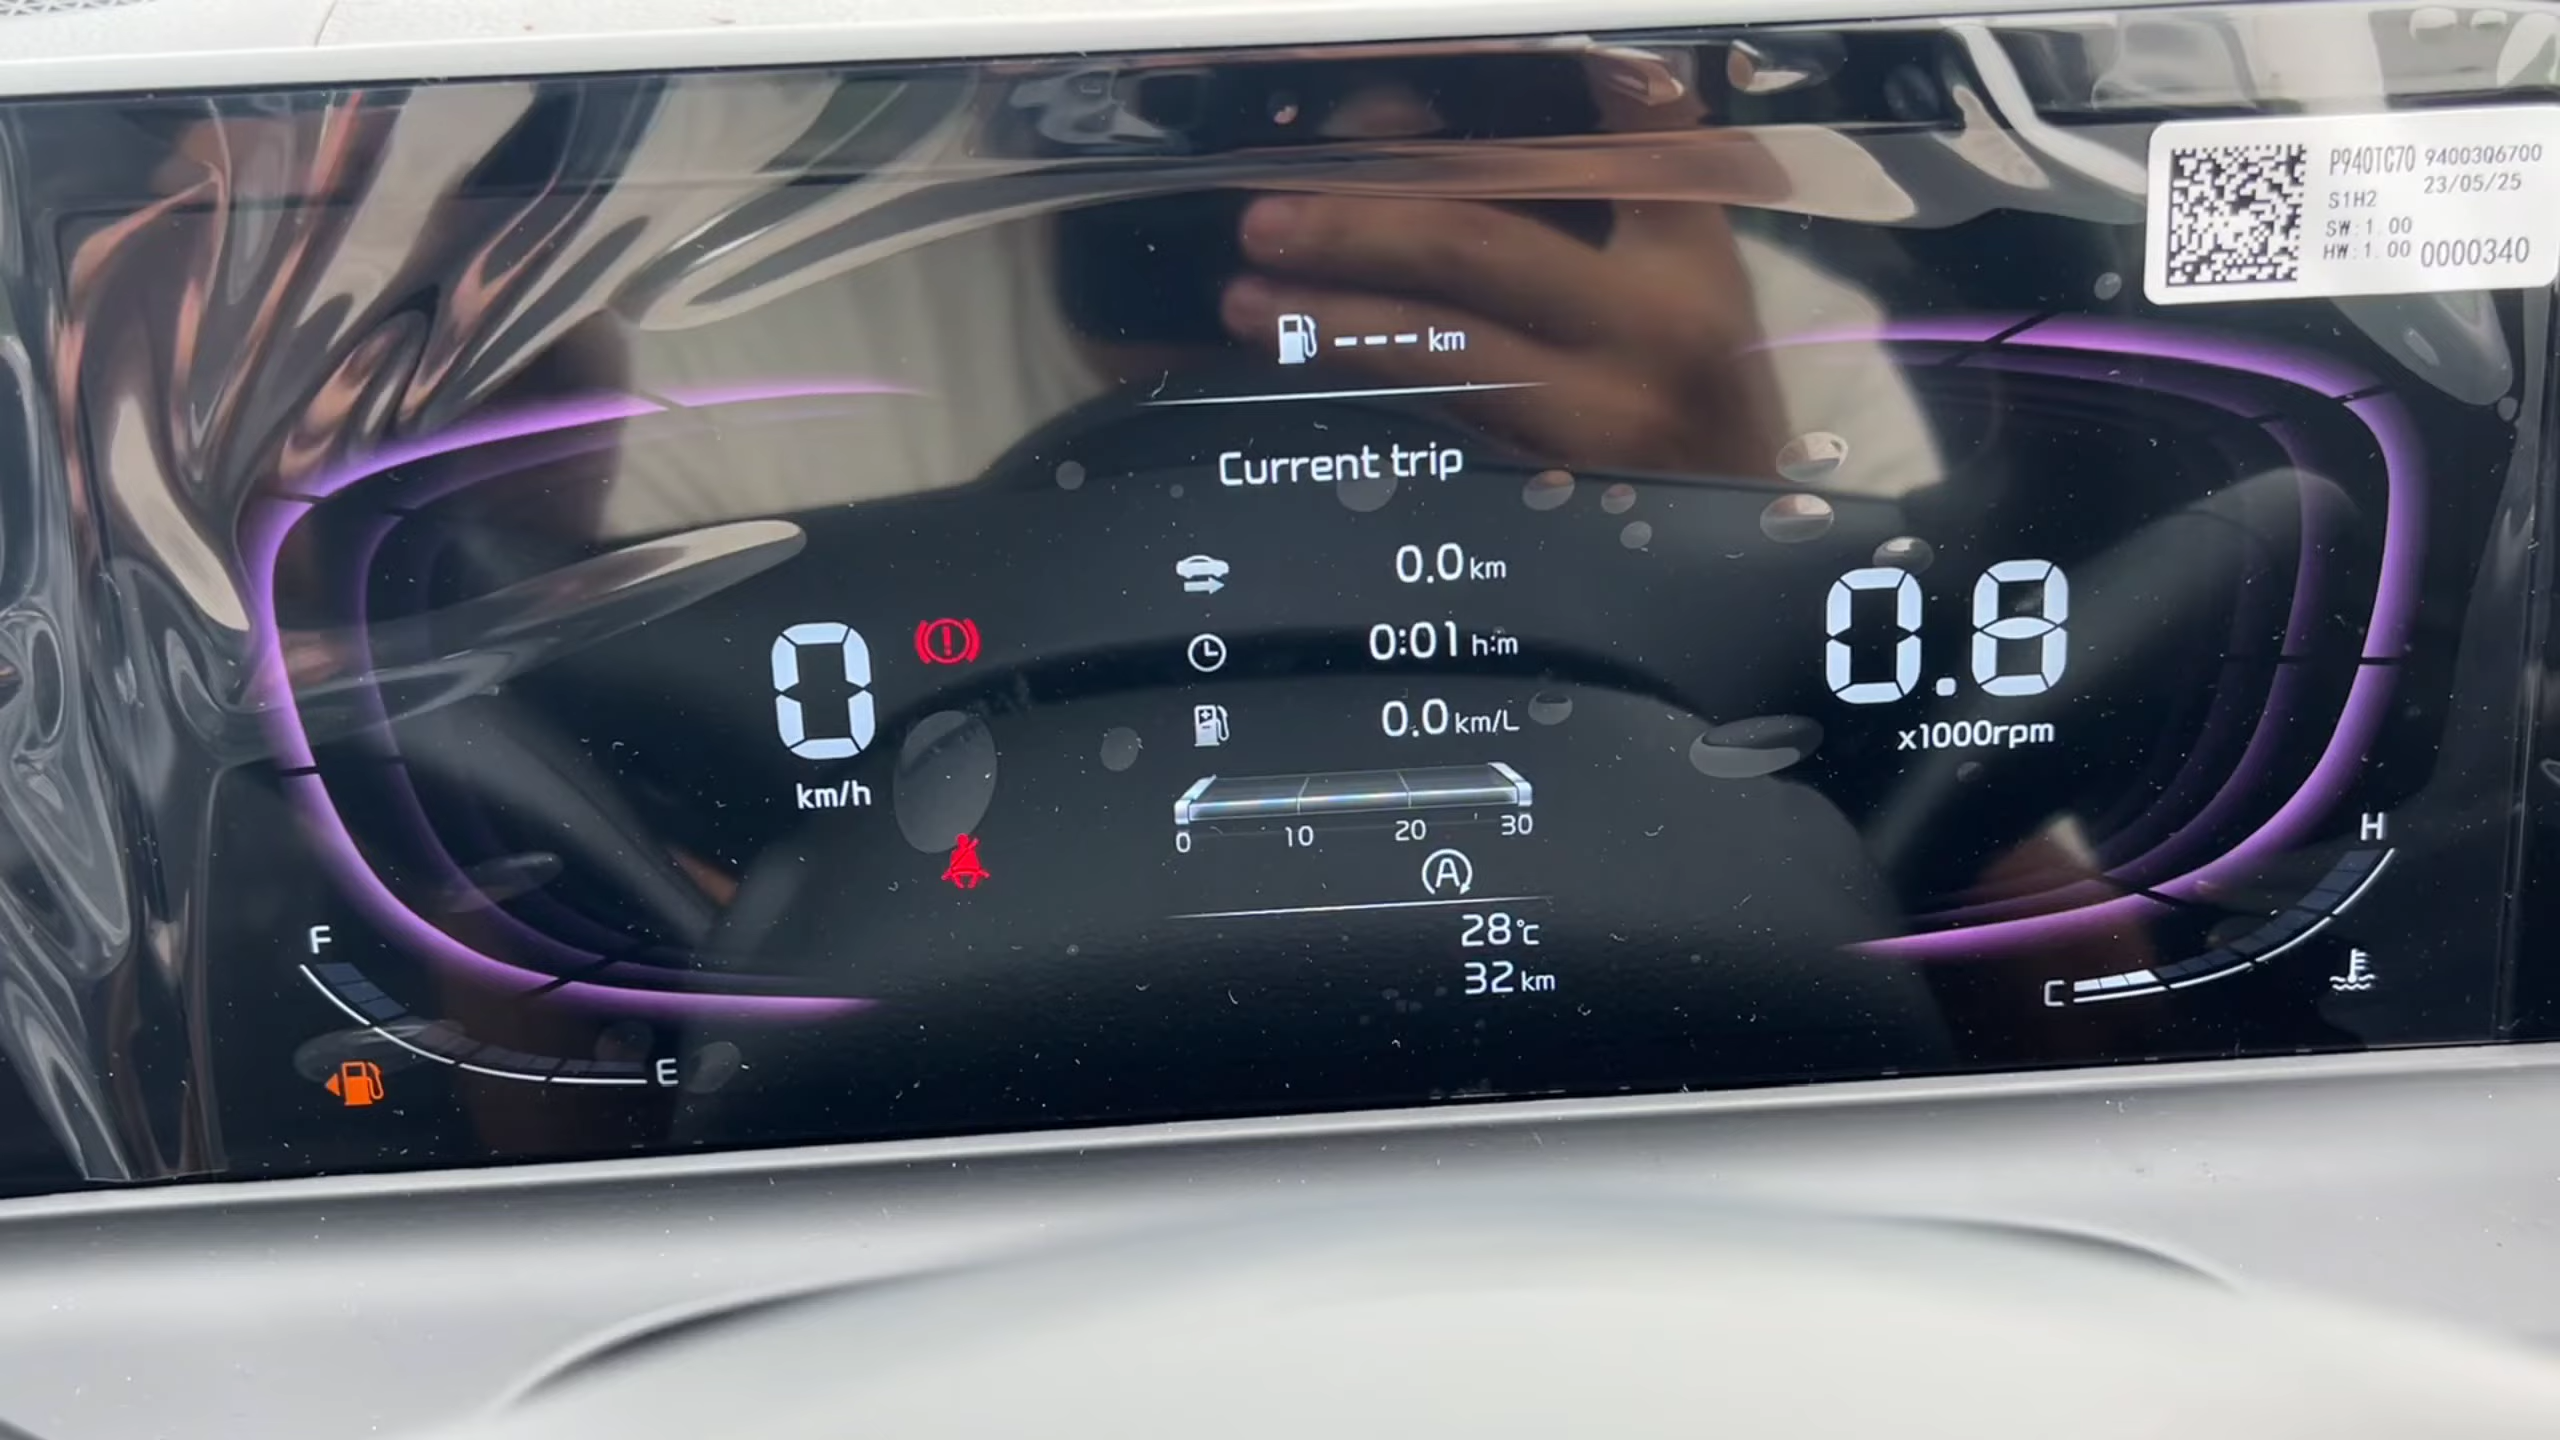 P940TC70 94003Q6700
S1H2 23/05/25
SW:1.00
HW:1.00 0000340
--- km
Current trip
0.0 km
0:01 h:m
0.0 km/L
0 10 20 30
A
28°C
32 km
0
km/h
0.8
x1000rpm
F
E
H
C